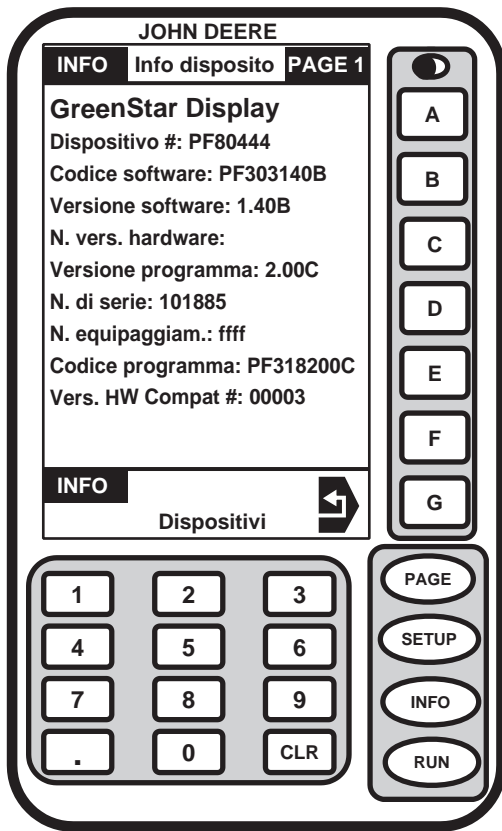 JOHN DEERE
INFO Info disposito PAGE 1
GreenStar Display
Dispositivo #: PF80444
Codice software: PF303140B
Versione software: 1.40B
N. vers. hardware:
Versione programma: 2.00C
N. di serie: 101885
N. equipaggiam.: ffff
Codice programma: PF318200C
Vers. HW Compat #: 00003
INFO
Dispositivi
A
B
C
D
E
F
G
1 2 3
4 5 6
7 8 9
. 0 CLR
PAGE
SETUP
INFO
RUN